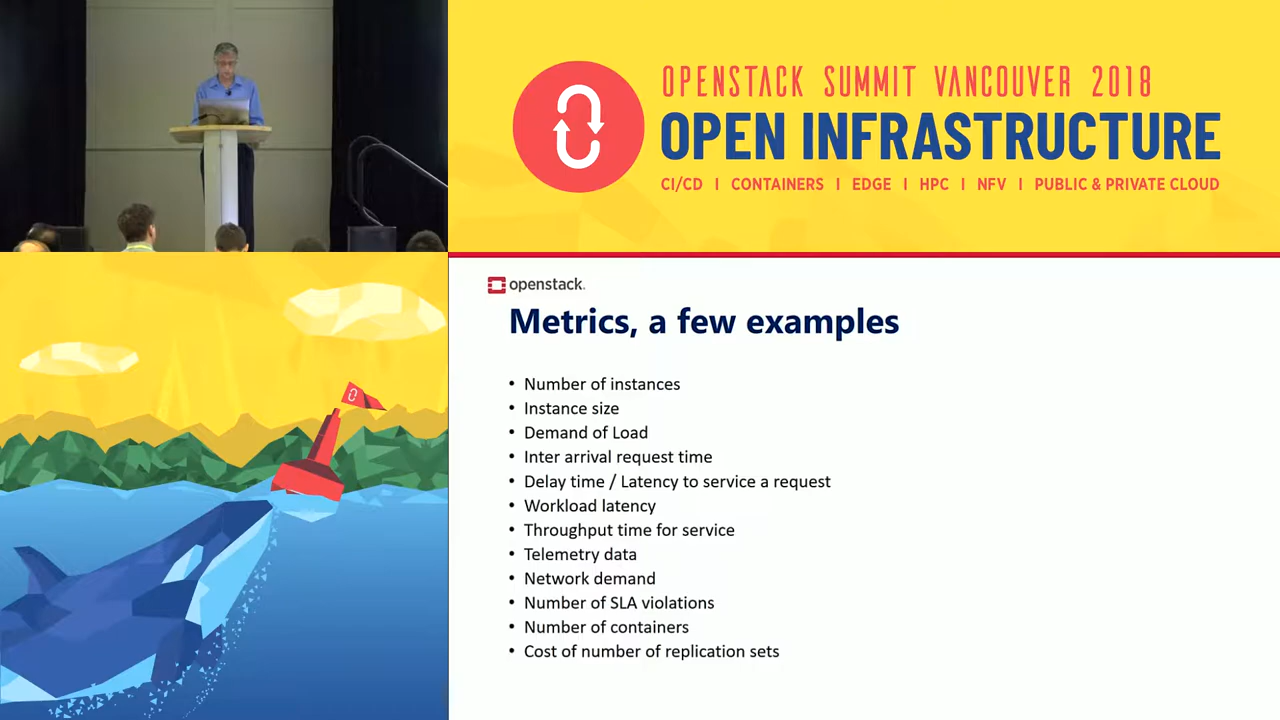 OPENSTACK SUMMIT VANCOUVER 2018
OPEN INFRASTRUCTURE
CI/CD | CONTAINERS | EDGE | HPC | NFV | PUBLIC & PRIVATE CLOUD
openstack.
Metrics, a few examples
• Number of instances
• Instance size
• Demand of Load
• Inter arrival request time
• Delay time / Latency to service a request
• Workload latency
• Throughput time for service
• Telemetry data
• Network demand
• Number of SLA violations
• Number of containers
• Cost of number of replication sets